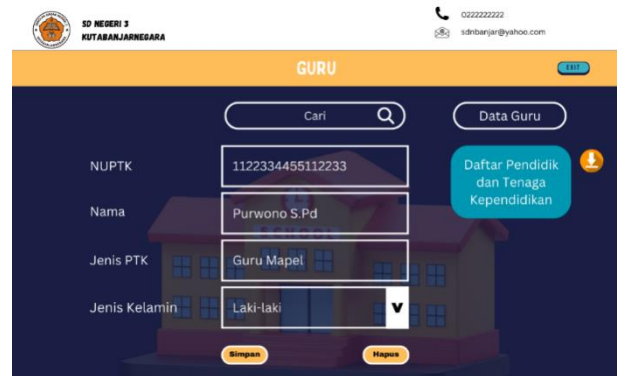 SD NEGERI 3
KUTABANJARNEGARA
0222222222
sdnbanjar@yahoo.com
GURU
EXIT
Cari
Data Guru
NUPTK
1122334455112233
Daftar Pendidik
dan Tenaga
Kependidikan
Nama
Purwono S.Pd
SCHOOL
Jenis PTK
Guru Mapel
Jenis Kelamin
Laki-laki
V
Simpan
Hapus